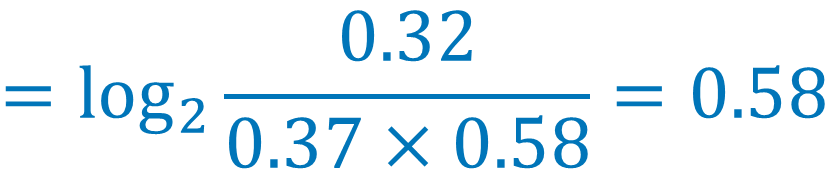 = log₂ 0.32 / 0.37 × 0.58 = 0.58